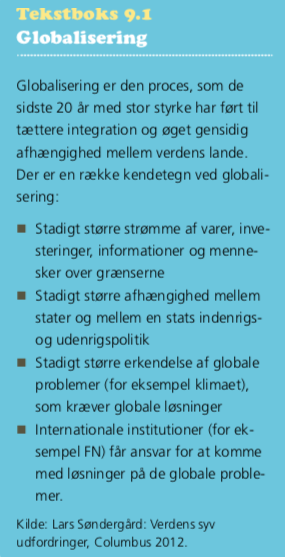 Tekstboks 9.1
Globalisering
Globalisering er den proces, som de
sidste 20 år med stor styrke har ført til
tættere integration og øget gensidig
afhængighed mellem verdens lande.
Der er en række kendetegn ved globali-
sering:
■ Stadigt større strømme af varer, inve-
steringer, informationer og menne-
sker over grænserne
■ Stadigt større afhængighed mellem
stater og mellem en stats indenrigs-
og udenrigspolitik
■ Stadigt større erkendelse af globale
problemer (for eksempel klimaet),
som kræver globale løsninger
■ Internationale institutioner (for ek-
sempel FN) får ansvar for at komme
med løsninger på de globale proble-
mer.
Kilde: Lars Søndergård: Verdens syv
udfordringer, Columbus 2012.